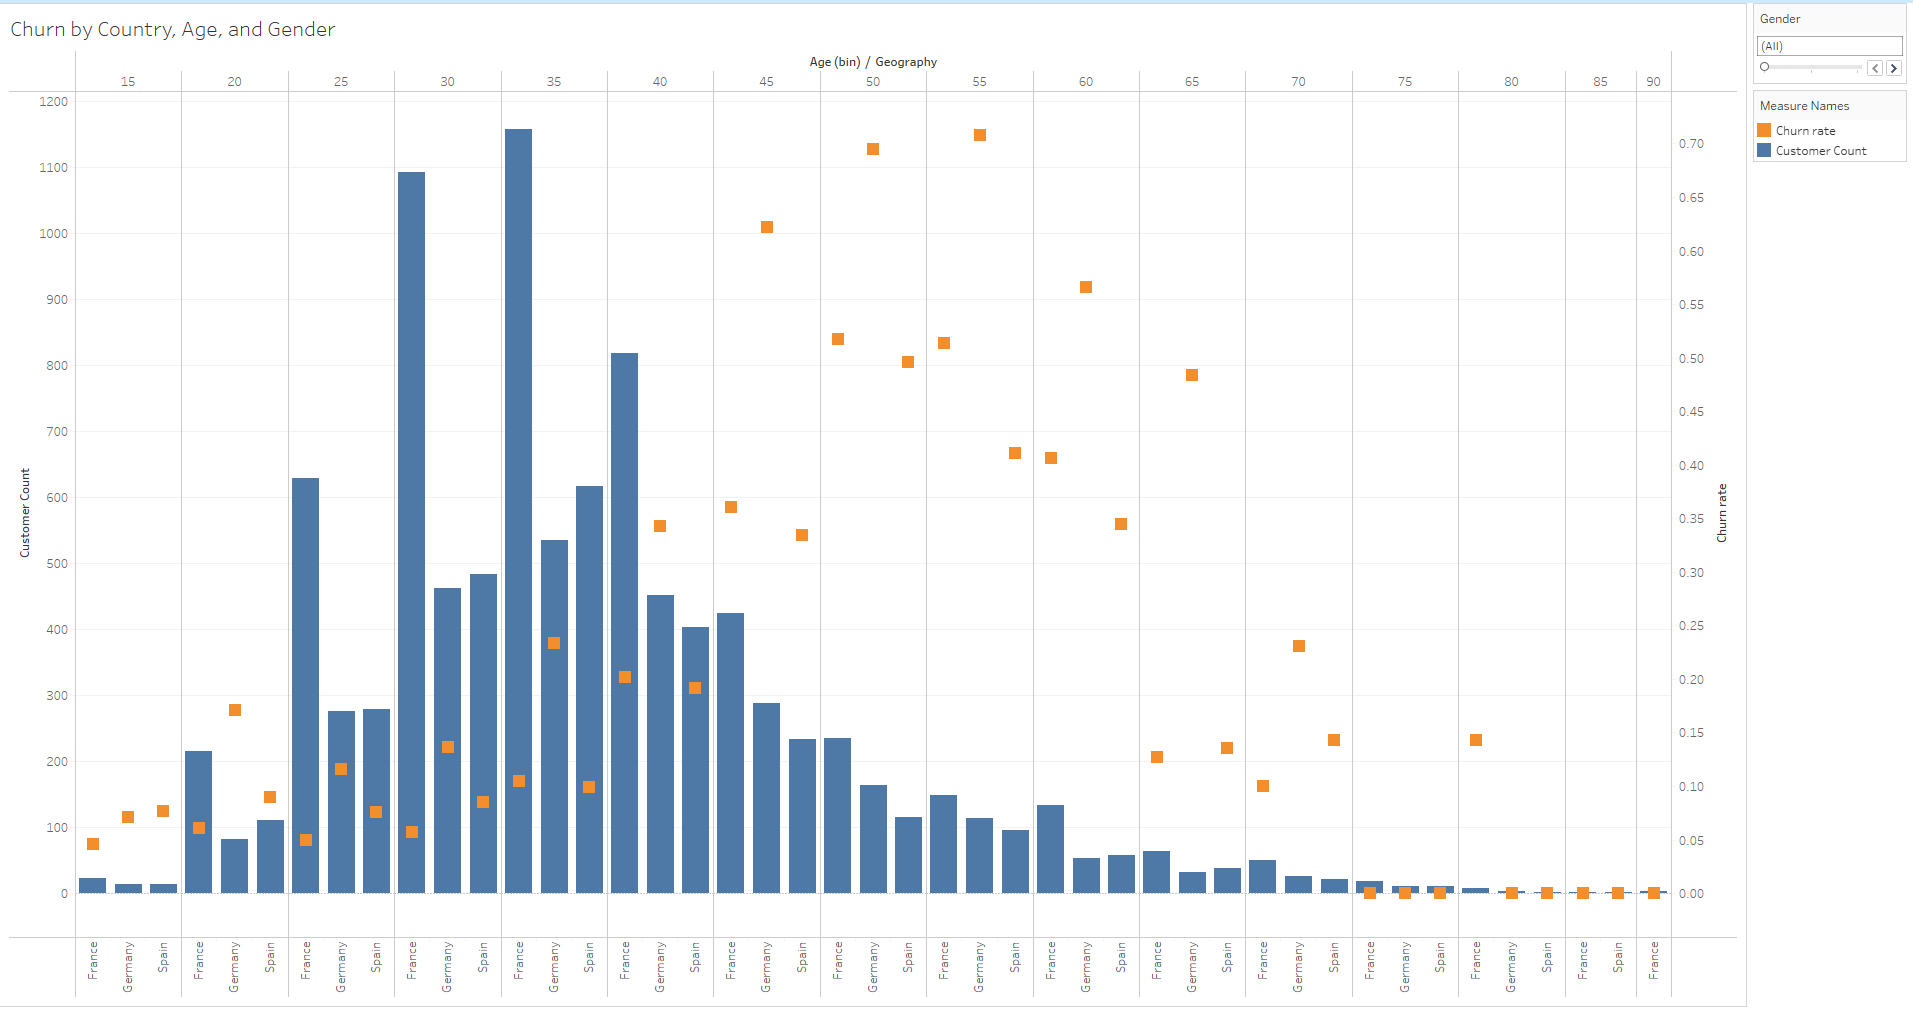 Churn by Country, Age, and Gender
Age (bin) / Geography
15 20 25 30 35 40 45 50 55 60 65 70 75 80 85 90
1200
1100
1000
900
800
700
600
500
400
300
200
100
0
Customer Count
0.70
0.65
0.60
0.55
0.50
0.45
0.40
0.35
0.30
0.25
0.20
0.15
0.10
0.05
0.00
Churn rate
France Germany Spain France Germany Spain France Germany Spain France Germany Spain France Germany Spain France Germany Spain France Germany Spain France Germany Spain France Germany Spain France Germany Spain France Germany Spain France Germany Spain France Germany Spain France Germany Spain France Spain France
Gender
(All)
Measure Names
Churn rate
Customer Count